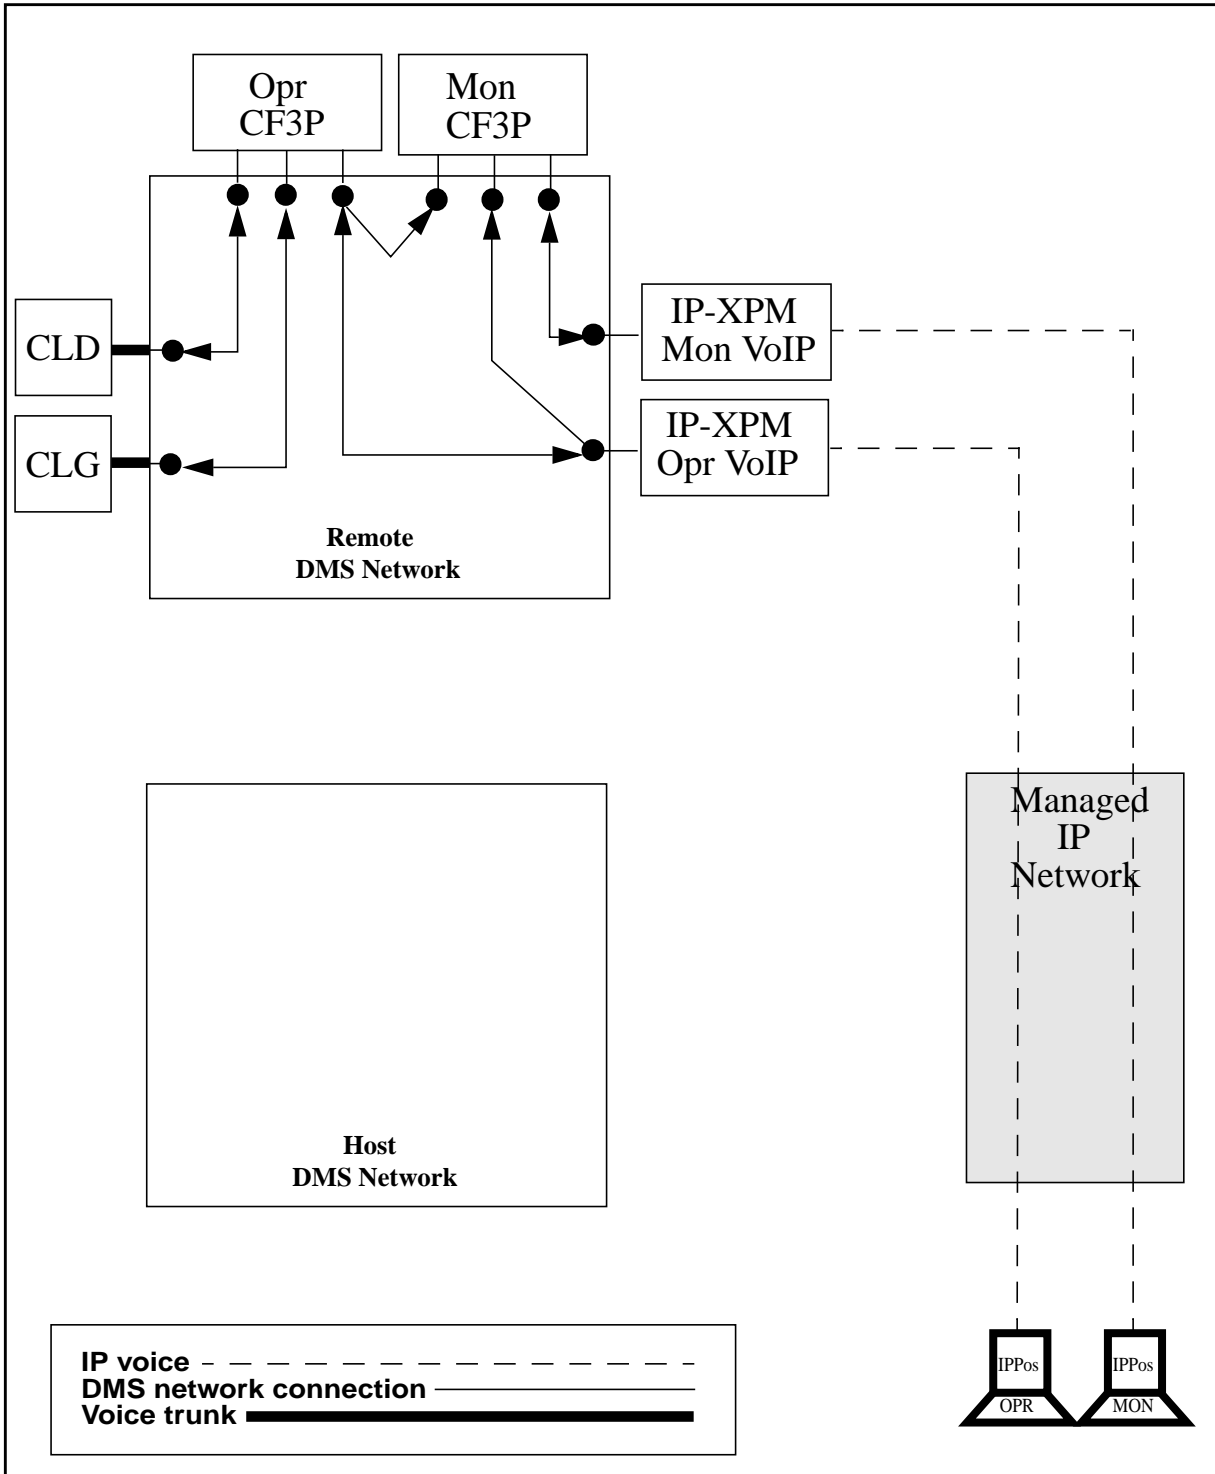 Opr
CF3P
Mon
CF3P
CLD
CLG
IP-XPM
Mon VoIP
IP-XPM
Opr VoIP
Remote
DMS Network
Managed
IP
Network
Host
DMS Network
IP voice
DMS network connection
Voice trunk
IPPos
OPR
IPPos
MON